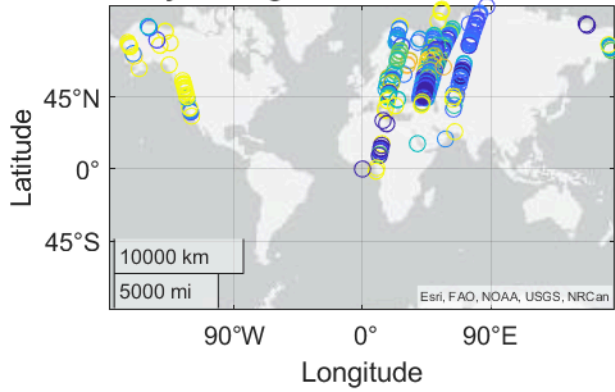 Latitude
45°N
0°
45°S
10000 km
5000 mi
Esri, FAO, NOAA, USGS, NRCan
90°W
0°
90°E
Longitude